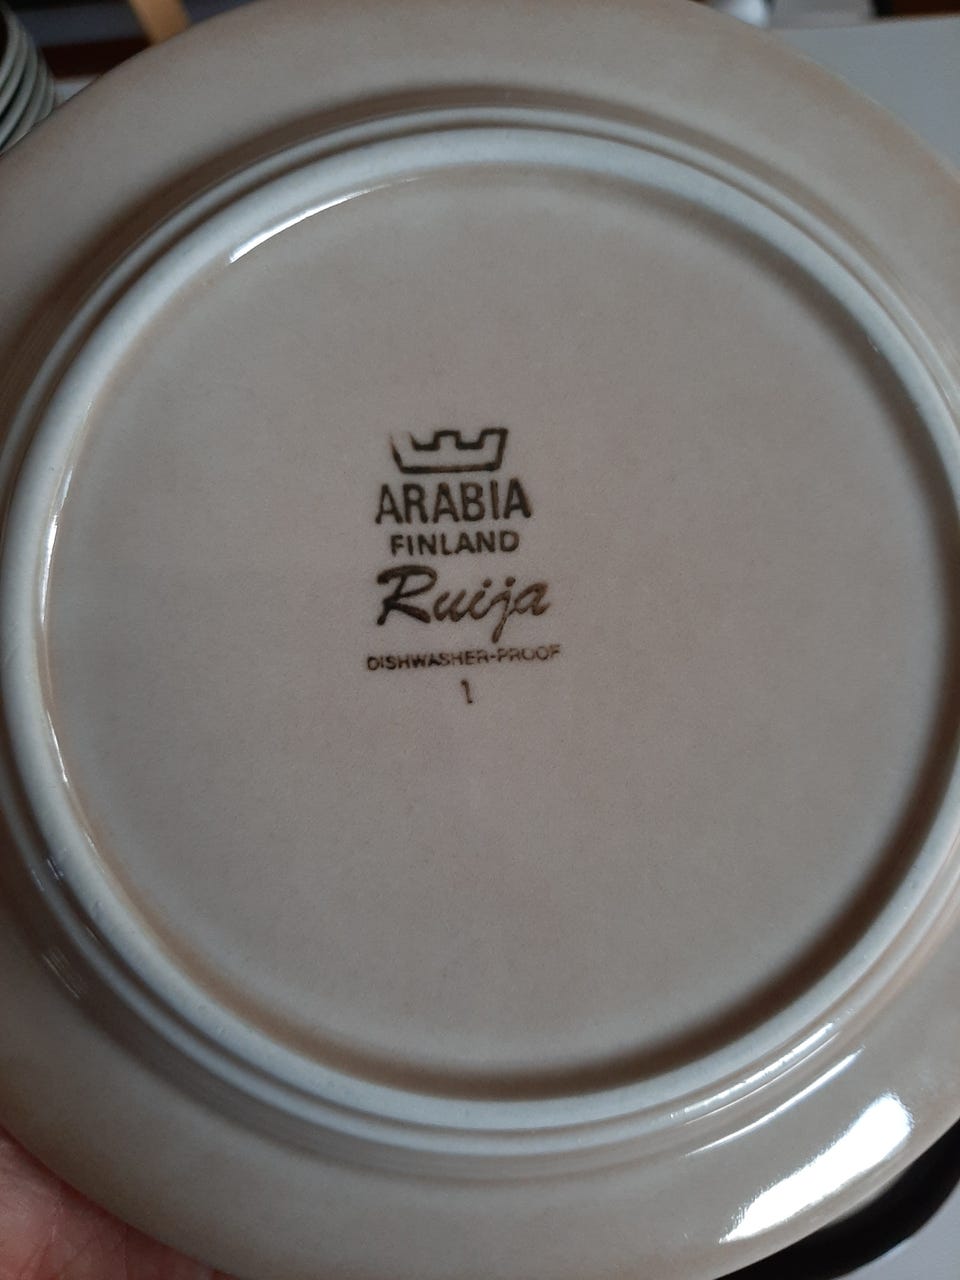 ARABIA
FINLAND
Ruija
DISHWASHER-PROOF
1